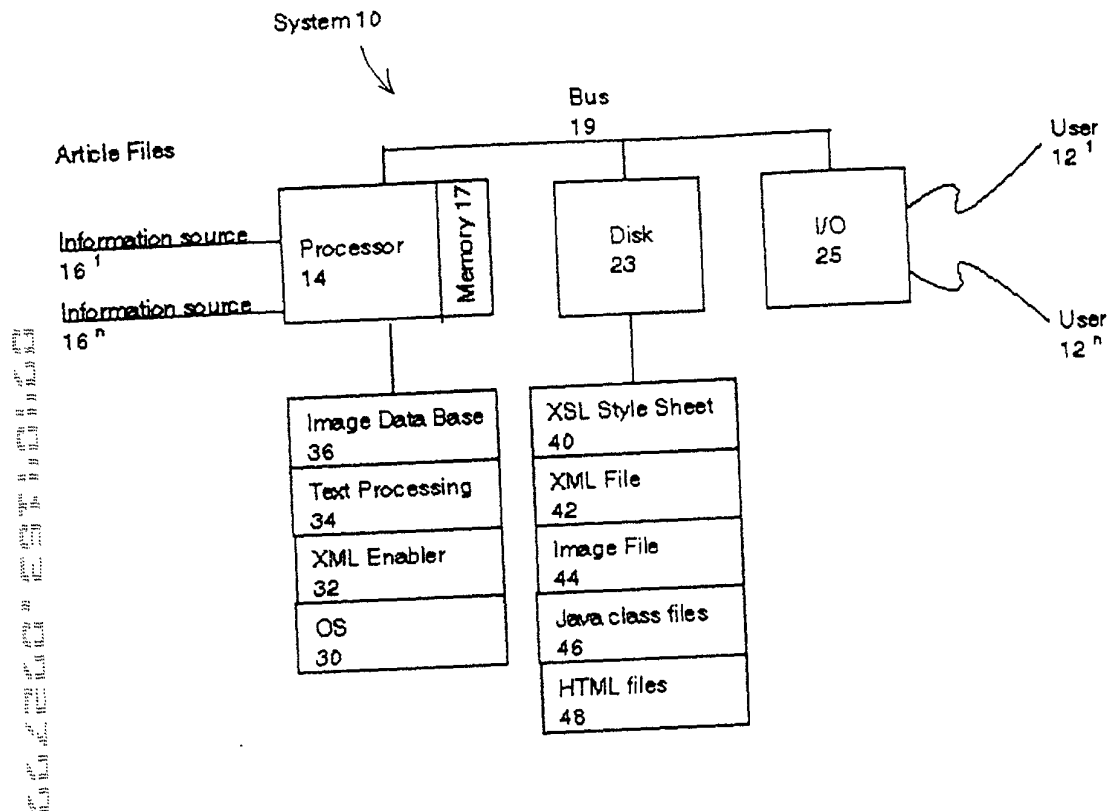 System 10
Bus
19
Article Files
User
12 1
Information source
16 1
Processor
14
Memory 17
Disk
23
I/O
25
Information source
16 n
User
12 n
Image Data Base
36
Text Processing
34
XML Enabler
32
OS
30
XSL Style Sheet
40
XML File
42
Image File
44
Java class files
46
HTML files
48